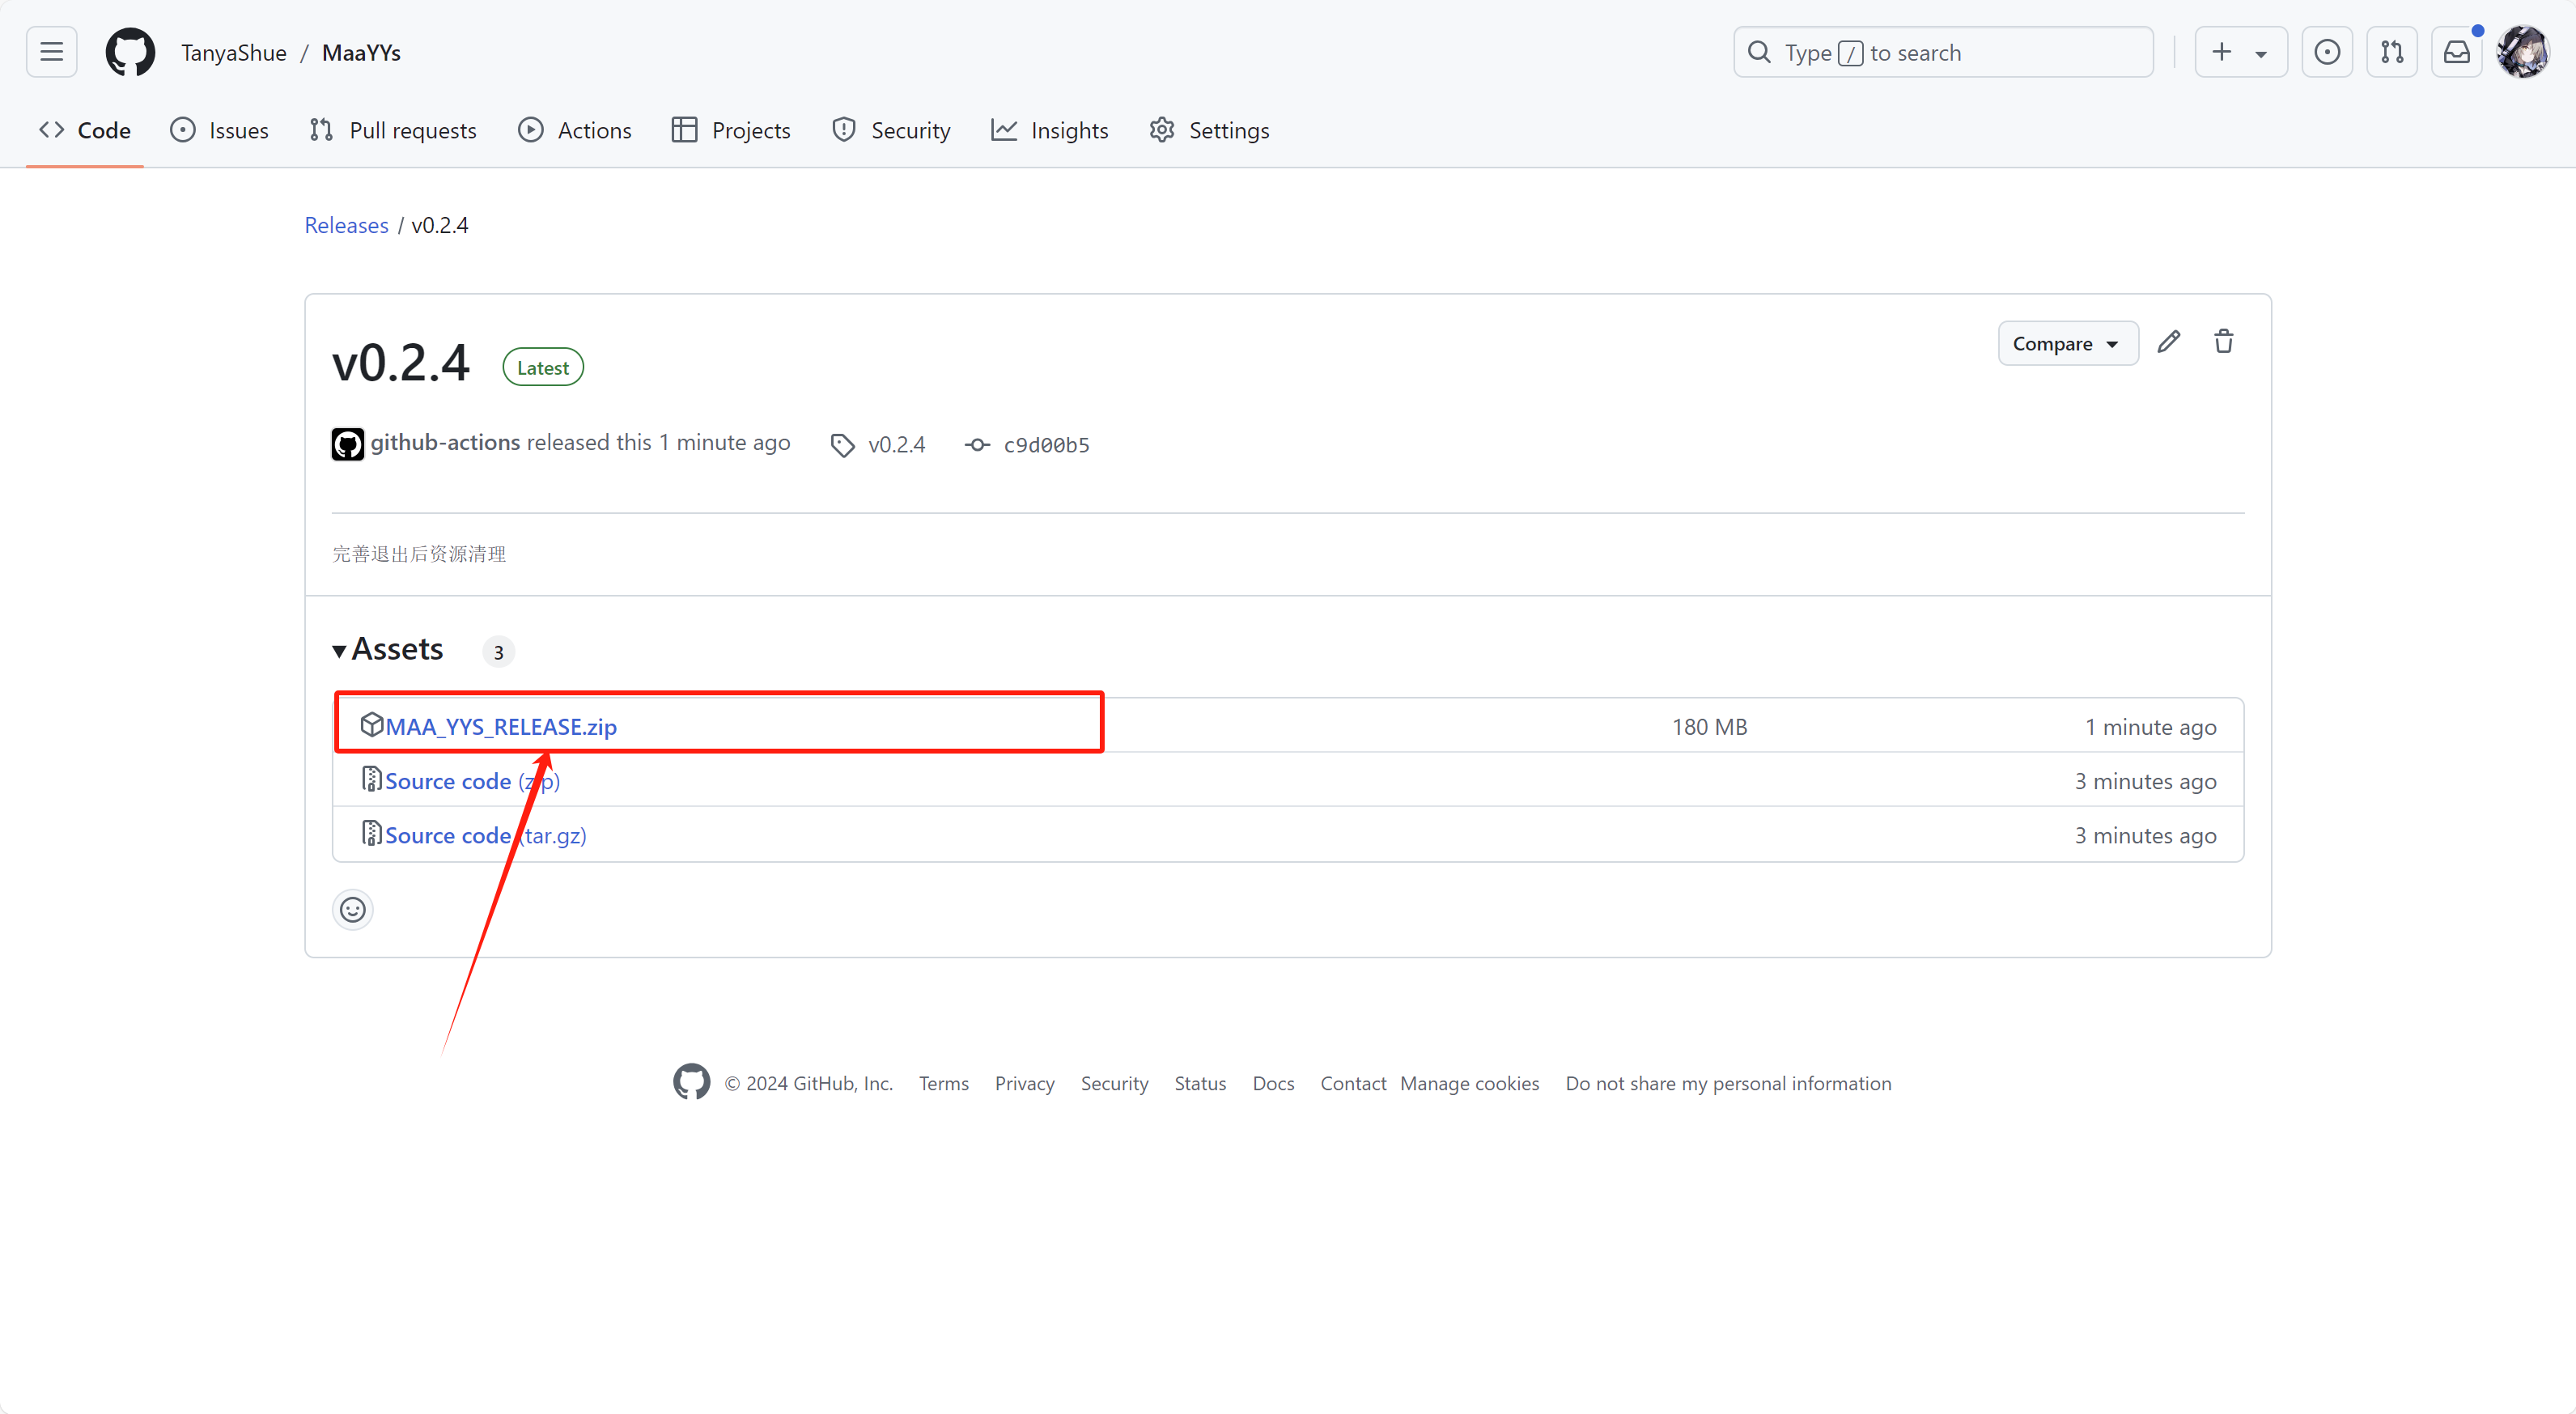 TanyaShue / MaaYYs
Type / to search
Code Issues Pull requests Actions Projects Security Insights Settings
Releases / v0.2.4
v0.2.4 Latest
Compare
github-actions released this 1 minute ago v0.2.4 c9d00b5
完善退出后资源清理
Assets 3
MAA_YYS_RELEASE.zip 180 MB 1 minute ago
Source code (zip) 3 minutes ago
Source code (tar.gz) 3 minutes ago
© 2024 GitHub, Inc. Terms Privacy Security Status Docs Contact Manage cookies Do not share my personal information